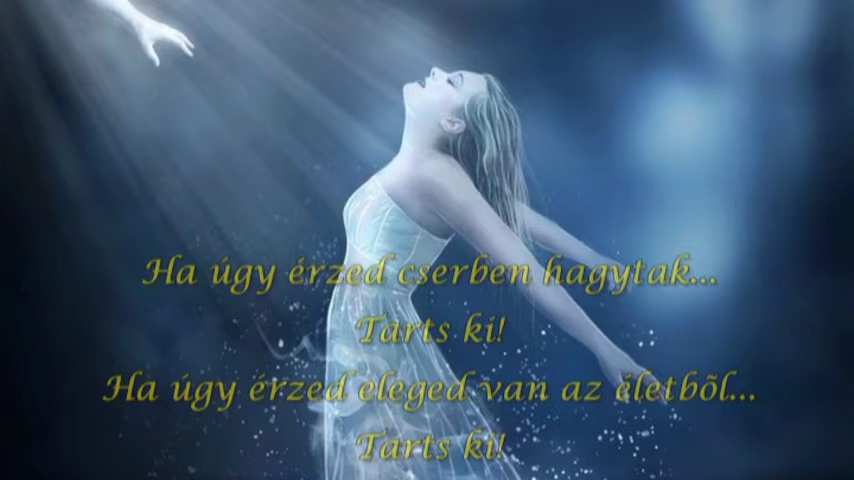 Ha úgy érzed cserben hagytak...
Tarts ki!
Ha úgy érzed eleged van az életbõl...
Tarts ki!